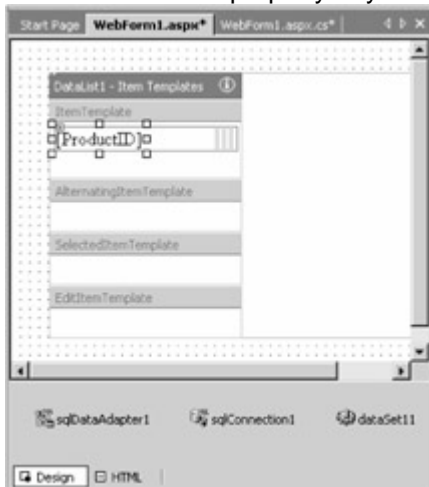 Start Page WebForm1.aspx* WebForm1.aspx.cs*
DataList1 - Item Templates
ItemTemplate
[ProductID]
AlternatingItemTemplate
SelectedItemTemplate
EditItemTemplate
sqlDataAdapter1 sqlConnection1 dataSet11
Design HTML